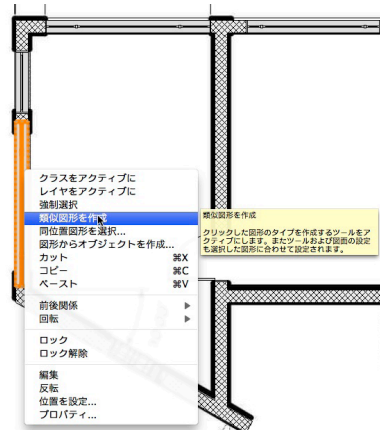 クラスをアクティブに
レイヤをアクティブに
強制選択
類似図形を作成
同位置図形を選択...
図形からオブジェクトを作成...
カット ⌘X
コピー ⌘C
ペースト ⌘V
前後関係 ▶
回転 ▶
ロック
ロック解除
編集
反転
位置を設定...
プロパティ...
類似図形を作成
クリックした図形のタイプを作成するツールをア
クティブにします。またツールおよび図面の設定
も選択した図形に合わせて設定されます。